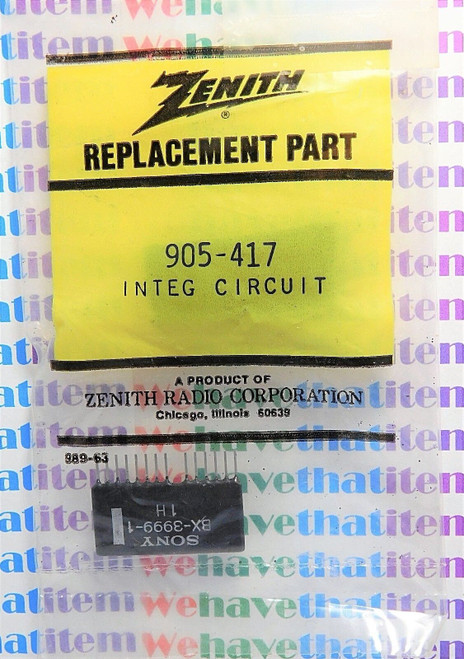 ZENITH
®
REPLACEMENT PART
905-417
INTEG CIRCUIT
A PRODUCT OF
ZENITH RADIO CORPORATION
Chicago, Illinois 60639
989-63
SONY
BX-3999-1
1H
wehavethatitem